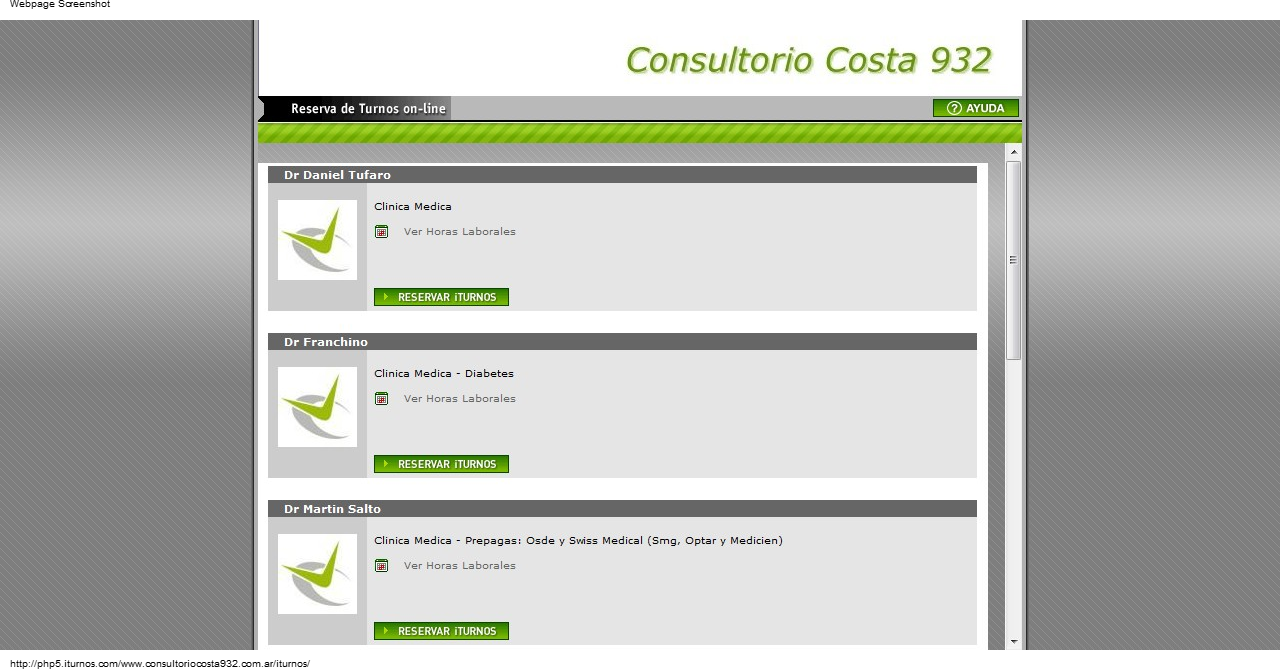 Webpage Screenshot
Consultorio Costa 932
Reserva de Turnos on-line
? AYUDA
Dr Daniel Tufaro
Clinica Medica
Ver Horas Laborales
RESERVAR iTURNOS
Dr Franchino
Clinica Medica - Diabetes
Ver Horas Laborales
RESERVAR iTURNOS
Dr Martin Salto
Clinica Medica - Prepagas: Osde y Swiss Medical (Smg, Optar y Medicien)
Ver Horas Laborales
RESERVAR iTURNOS
http://php5.iturnos.com/www.consultoriocosta932.com.ar/iturnos/